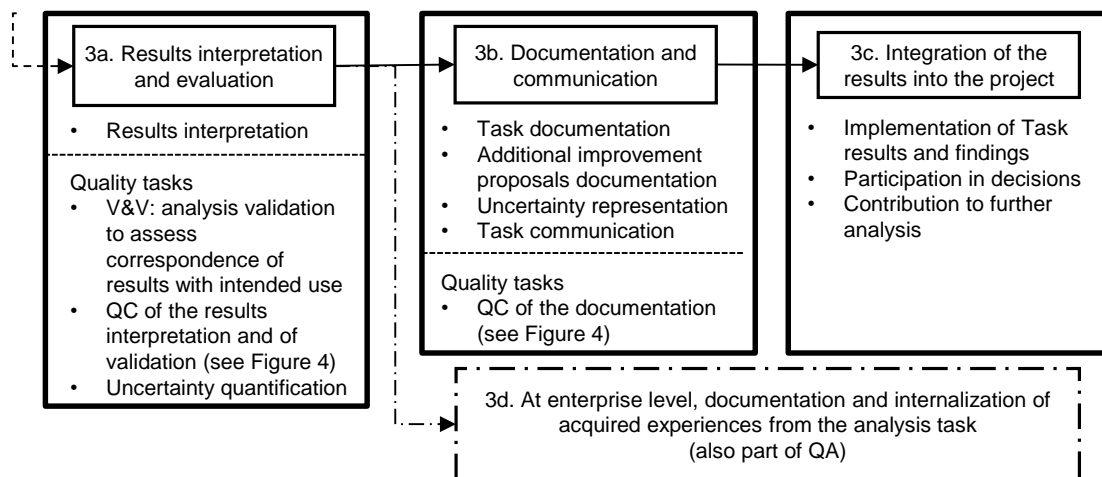 3a. Results interpretation
and evaluation
• Results interpretation
Quality tasks
• V&V: analysis validation
to assess
correspondence of
results with intended use
• QC of the results
interpretation and of
validation (see Figure 4)
• Uncertainty quantification
3b. Documentation and
communication
• Task documentation
• Additional improvement
proposals documentation
• Uncertainty representation
• Task communication
Quality tasks
• QC of the documentation
(see Figure 4)
3c. Integration of the
results into the project
• Implementation of Task
results and findings
• Participation in decisions
• Contribution to further
analysis
3d. At enterprise level, documentation and internalization of
acquired experiences from the analysis task
(also part of QA)